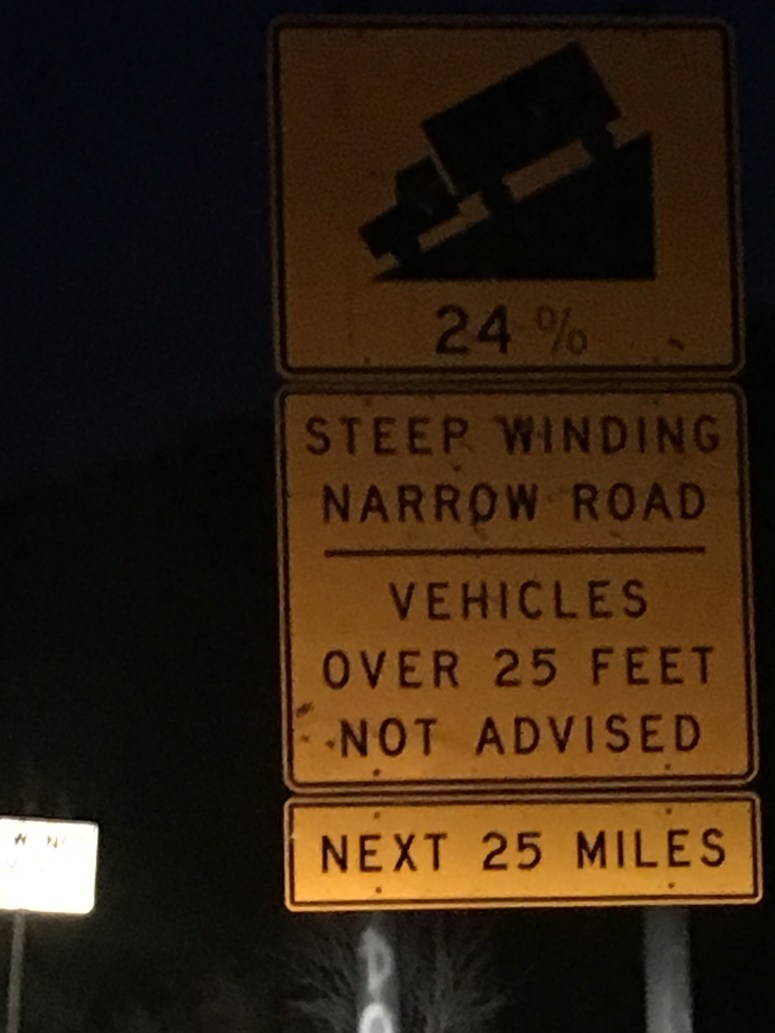 24 %
STEEP WINDING
NARROW ROAD
VEHICLES
OVER 25 FEET
NOT ADVISED
NEXT 25 MILES